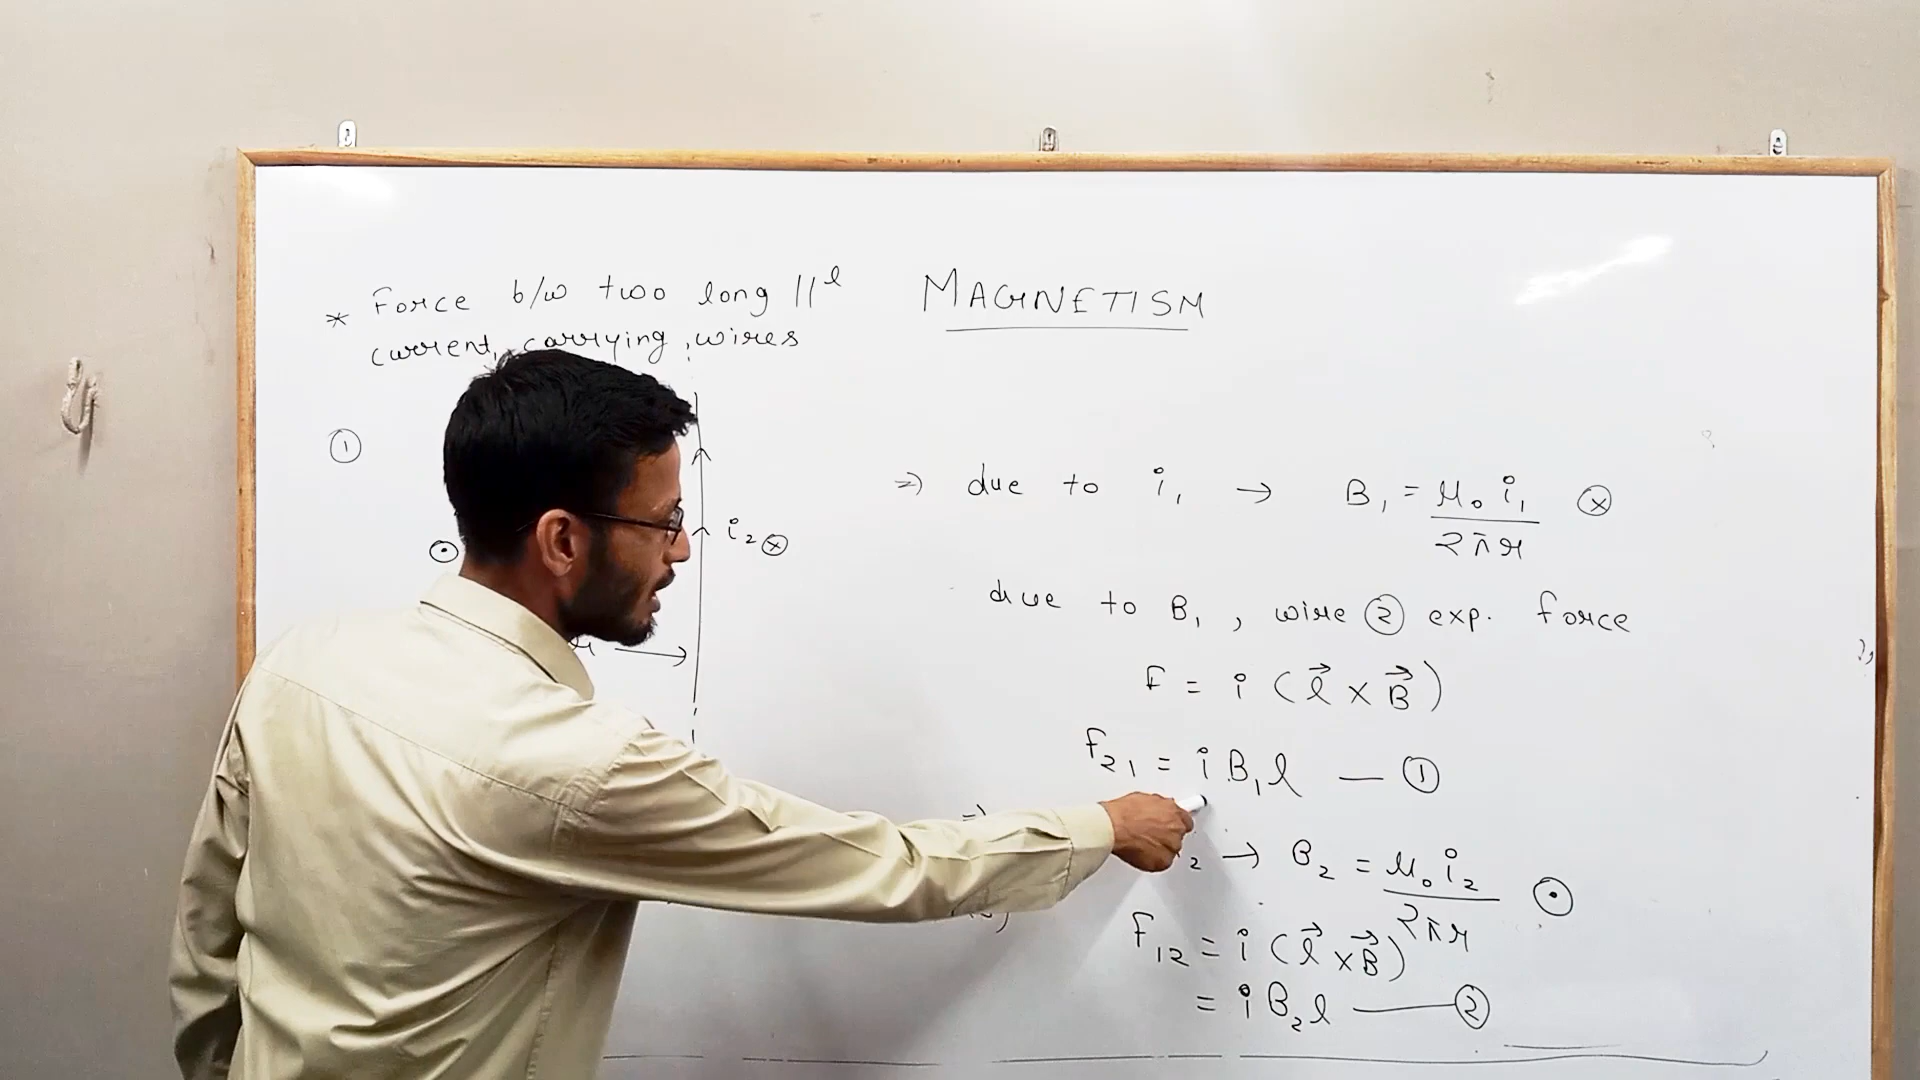 MAGNETISM
* Force b/w two long ||ˡ
current carrying wires
①
i₂ ⊗
⊙
⇒ due to i₁ → B₁ = μ₀ i₁ / 2πr ⊗
due to B₁ , wire ② exp. force
F = i (l⃗ × B⃗)
F₂₁ = i B₁ l — ①
⇒
₂ → B₂ = μ₀ i₂ / 2πr ⊙
F₁₂ = i (l⃗ × B⃗)
= i B₂ l — ②